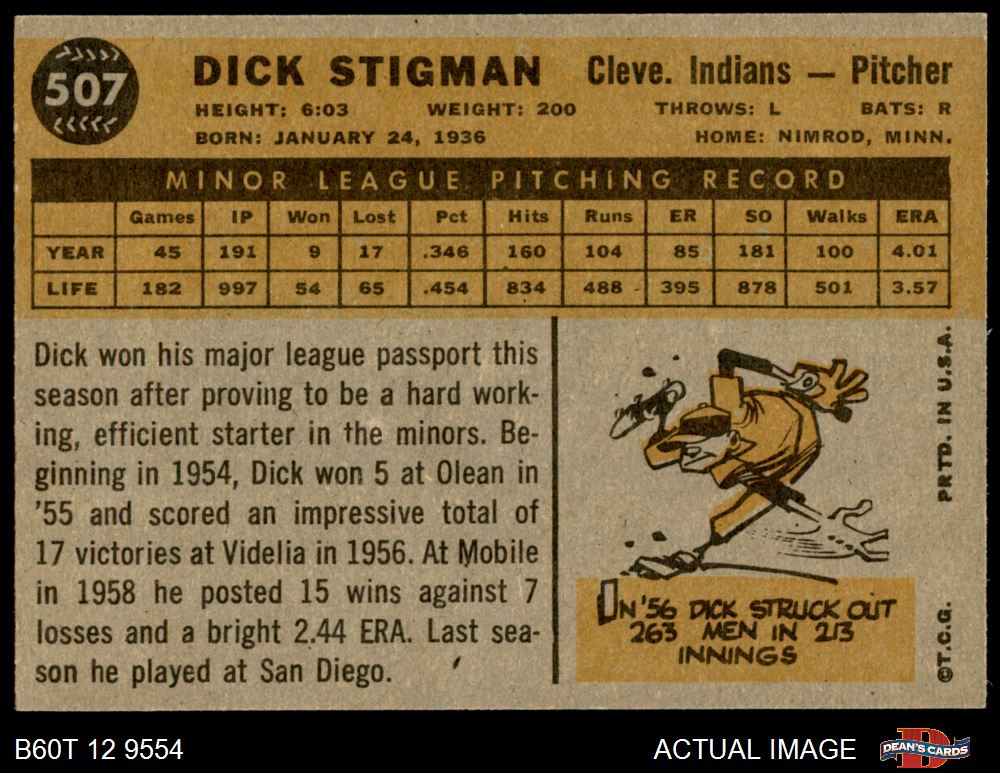 507
DICK STIGMAN Cleve. Indians — Pitcher
HEIGHT: 6:03 WEIGHT: 200 THROWS: L BATS: R
BORN: JANUARY 24, 1936 HOME: NIMROD, MINN.
MINOR LEAGUE PITCHING RECORD
Games IP Won Lost Pct Hits Runs ER SO Walks ERA
YEAR 45 191 9 17 .346 160 104 85 181 100 4.01
LIFE 182 997 54 65 .454 834 488 395 878 501 3.57
Dick won his major league passport this
season after proving to be a hard work-
ing, efficient starter in the minors. Be-
ginning in 1954, Dick won 5 at Olean in
'55 and scored an impressive total of
17 victories at Videlia in 1956. At Mobile
in 1958 he posted 15 wins against 7
losses and a bright 2.44 ERA. Last sea-
son he played at San Diego.
IN '56 DICK STRUCK OUT
263 MEN IN 213
INNINGS
©T.C.G. PRTD. IN U.S.A.
B60T 12 9554 ACTUAL IMAGE DEAN'S CARDS